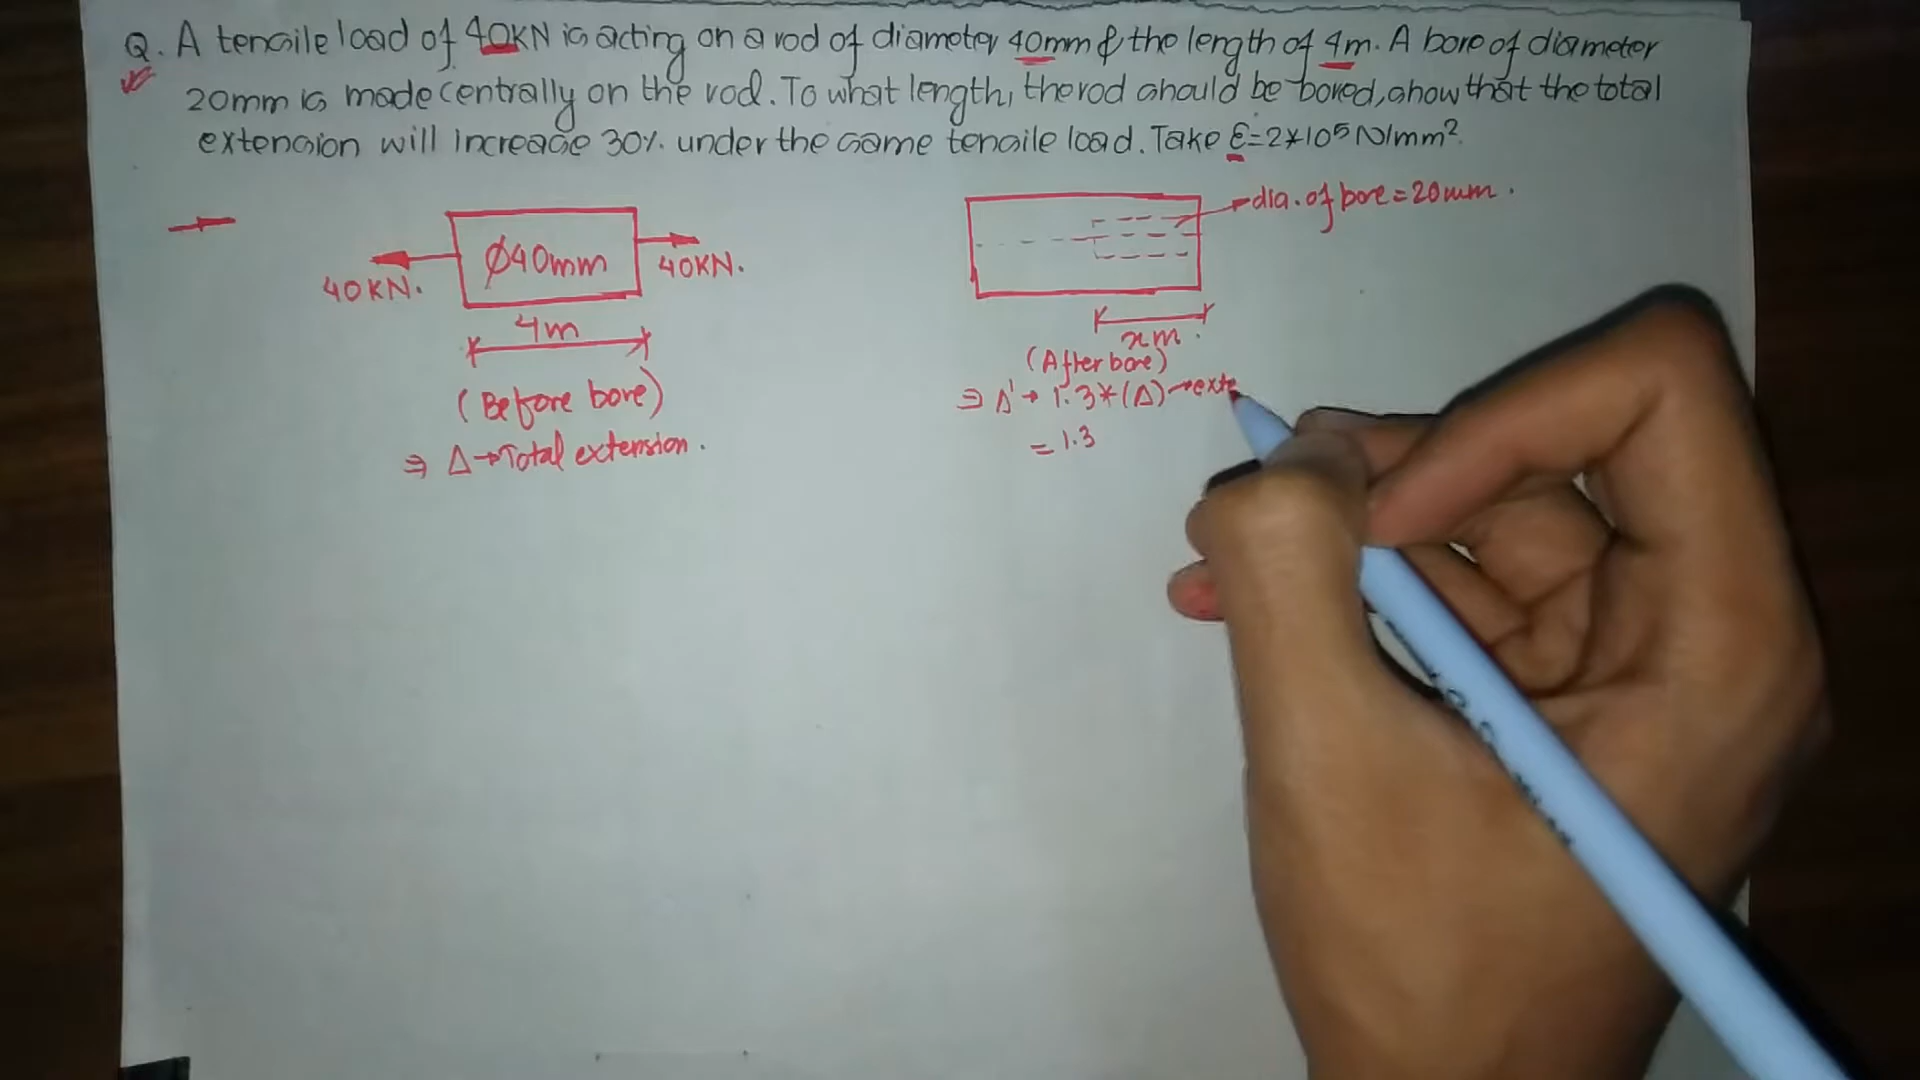 Q. A tensile load of 40KN is acting on a rod of diameter 40mm & the length of 4m. A bore of diameter
20mm is made centrally on the rod. To what length, the rod should be bored, show that the total
extension will increase 30%. under the same tensile load. Take E=2*10⁵ N/mm².
dia. of bore = 20mm.
Ø40mm
40KN.
40KN.
4m
xm.
(Before bore)
(After bore)
⇒ Δ → Total extension.
⇒ Δ' → 1.3*(Δ) → exte
= 1.3